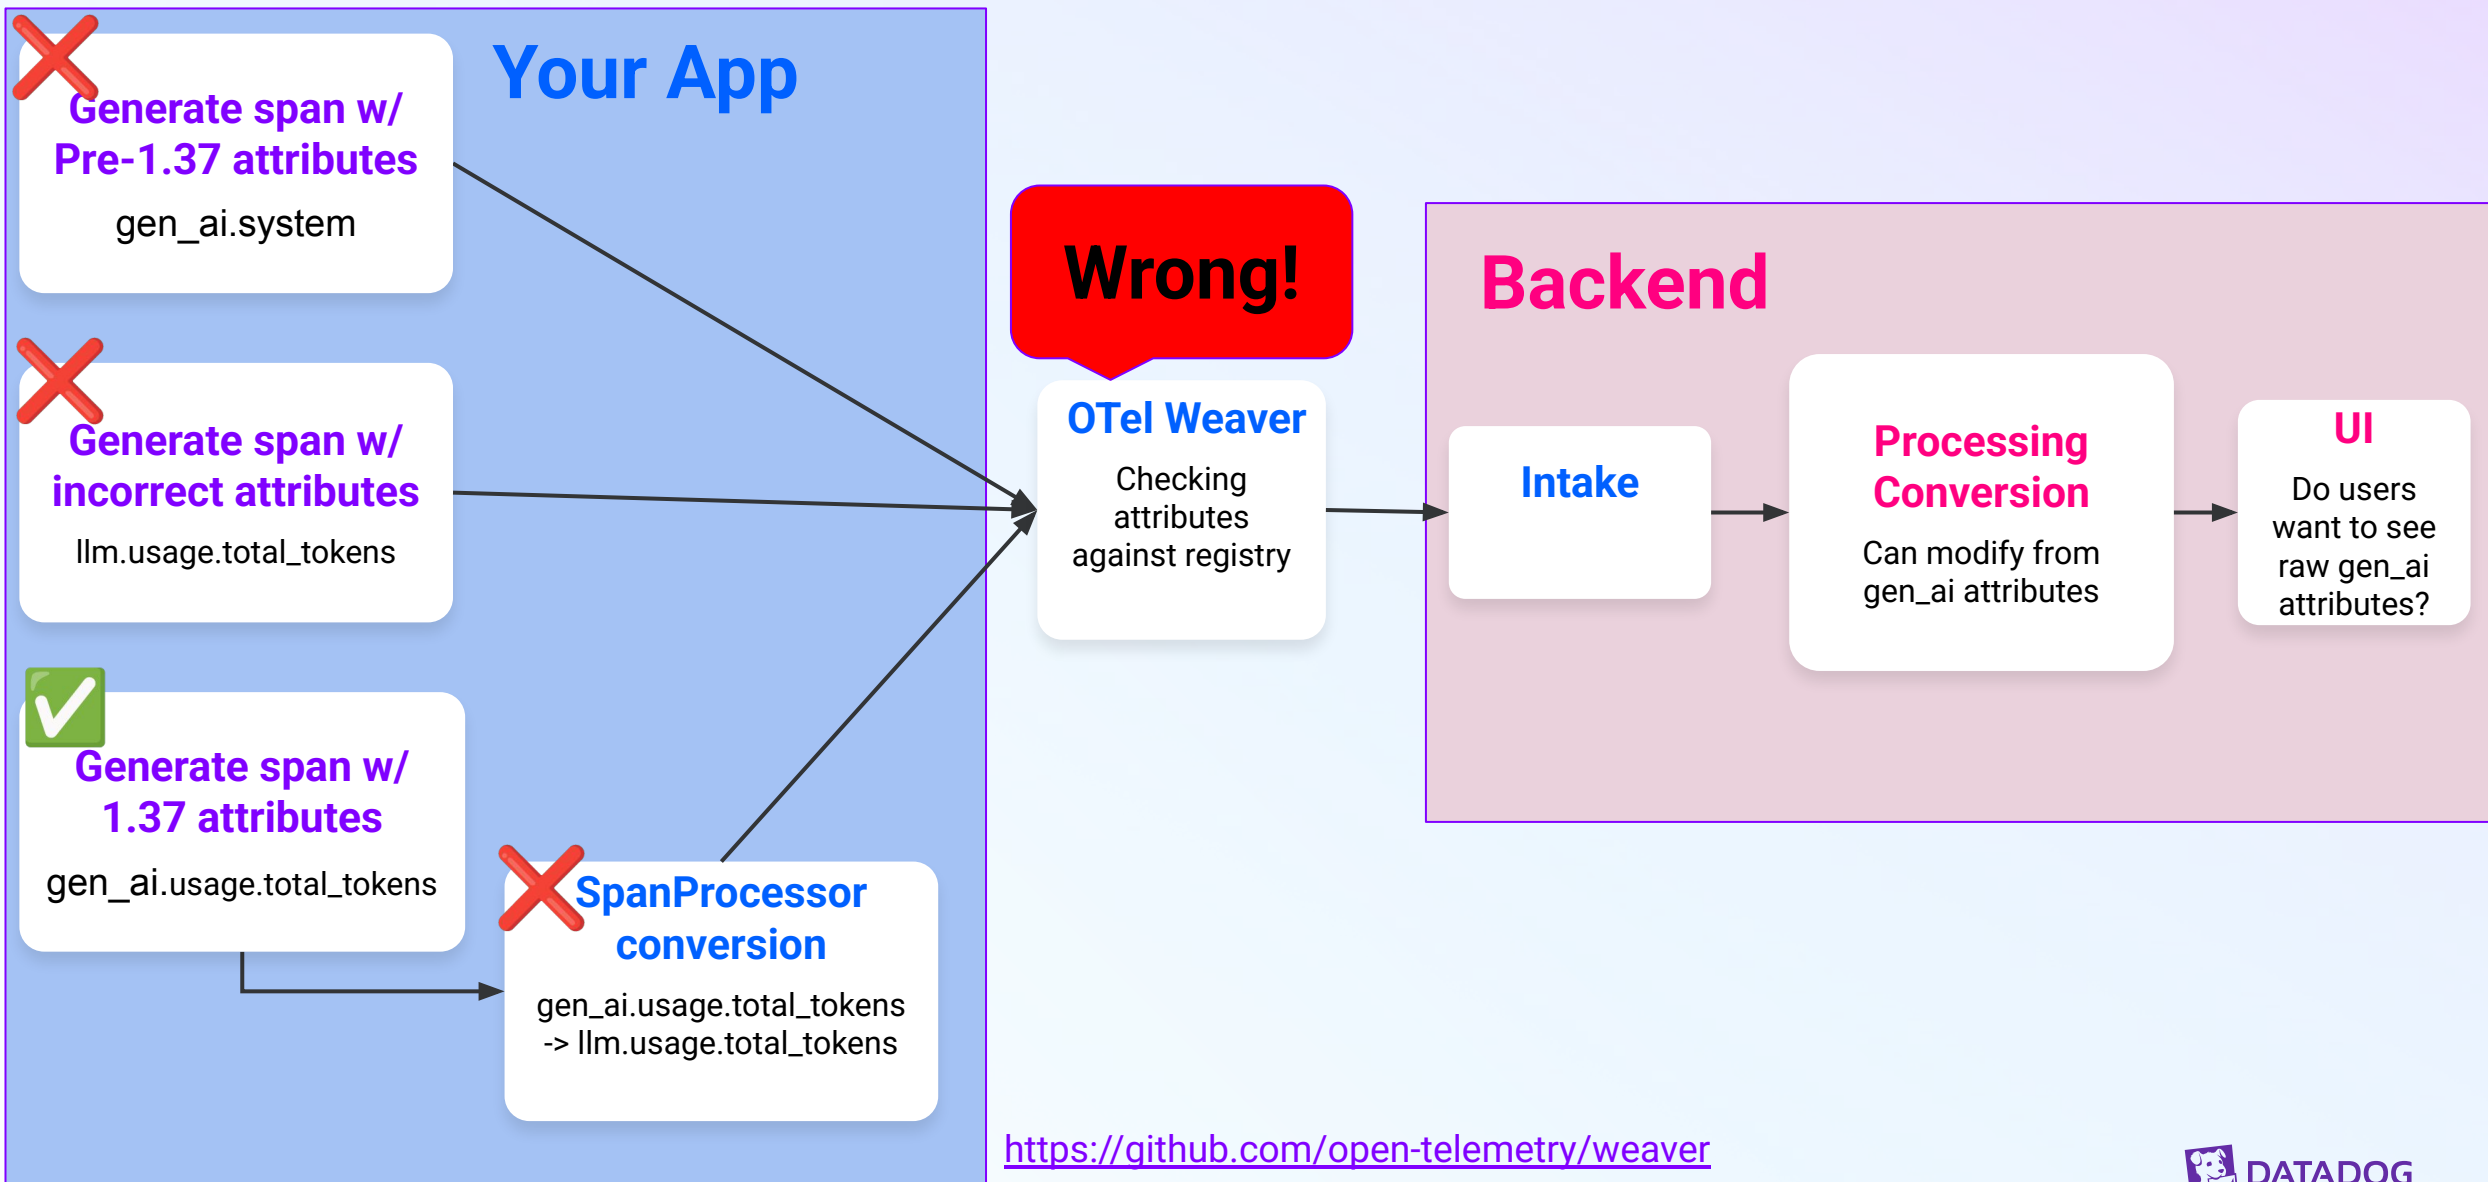 Your App
Generate span w/
Pre-1.37 attributes
gen_ai.system
Generate span w/
incorrect attributes
llm.usage.total_tokens
Generate span w/
1.37 attributes
gen_ai.usage.total_tokens
SpanProcessor
conversion
gen_ai.usage.total_tokens
-> llm.usage.total_tokens
Wrong!
OTel Weaver
Checking
attributes
against registry
Backend
Intake
Processing
Conversion
Can modify from
gen_ai attributes
UI
Do users
want to see
raw gen_ai
attributes?
https://github.com/open-telemetry/weaver
DATADOG